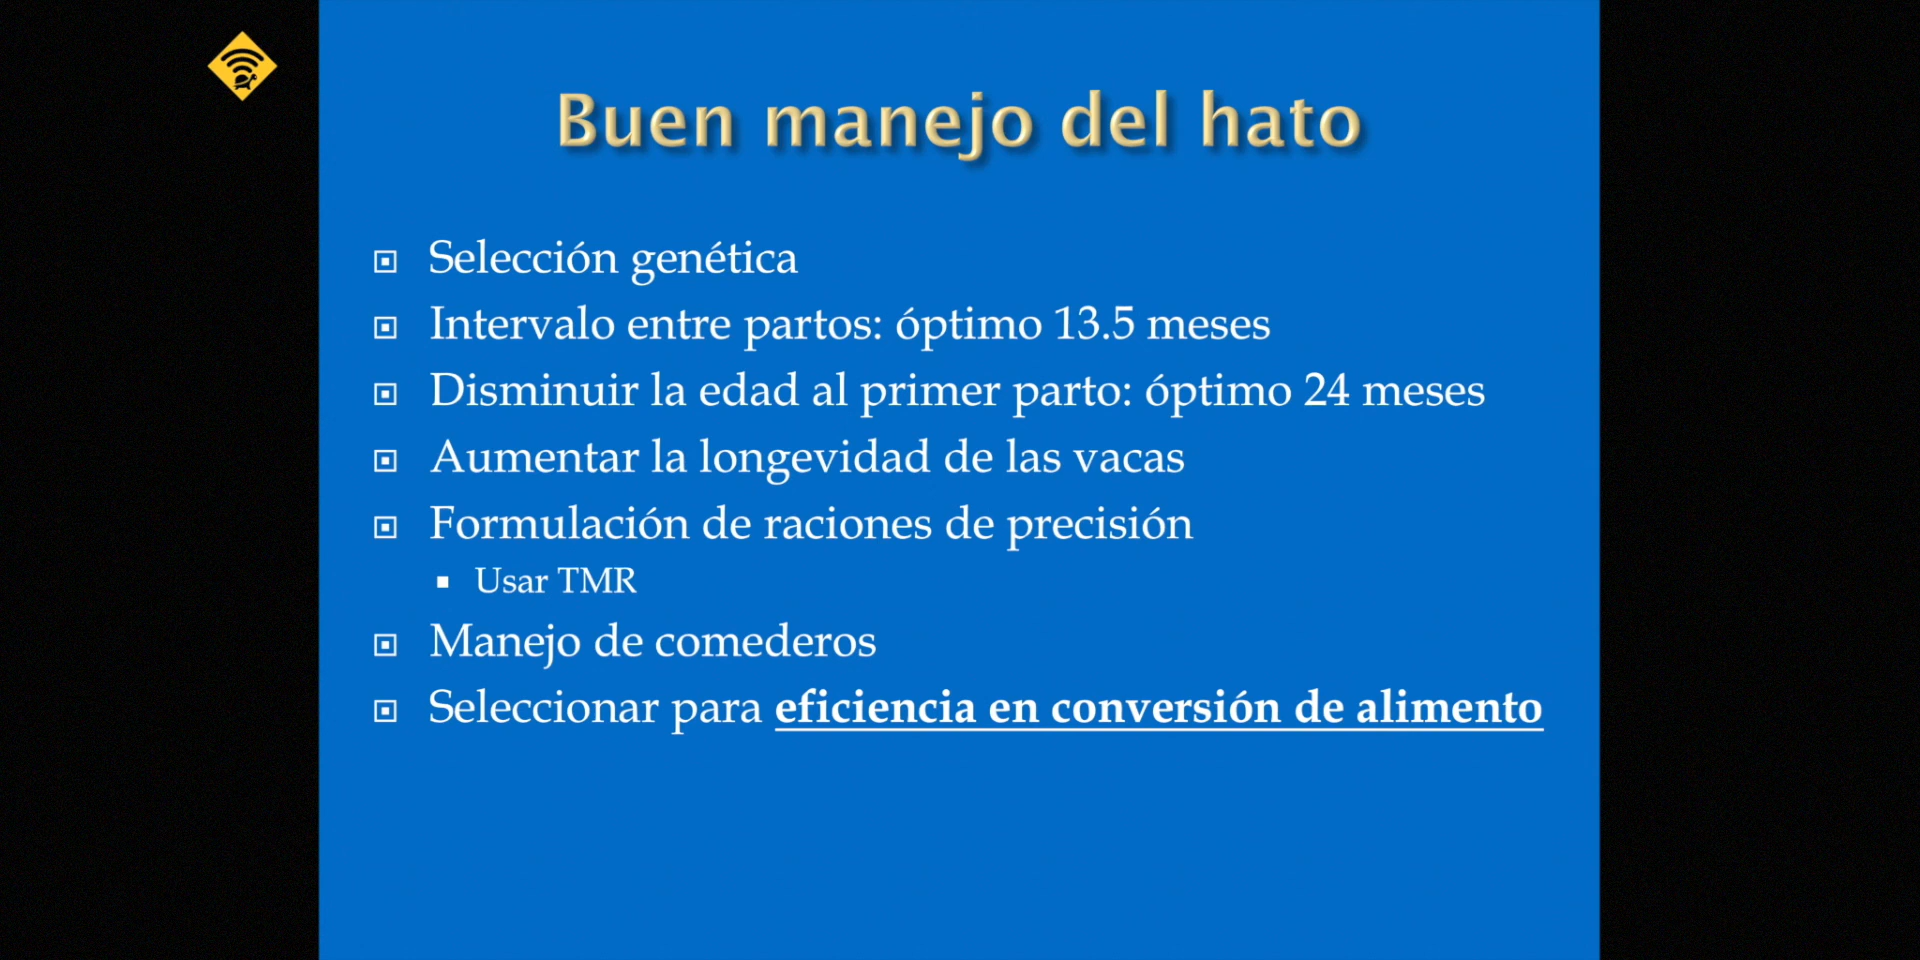 Buen manejo del hato
Selección genética
Intervalo entre partos: óptimo 13.5 meses
Disminuir la edad al primer parto: óptimo 24 meses
Aumentar la longevidad de las vacas
Formulación de raciones de precisión
Usar TMR
Manejo de comederos
Seleccionar para eficiencia en conversión de alimento